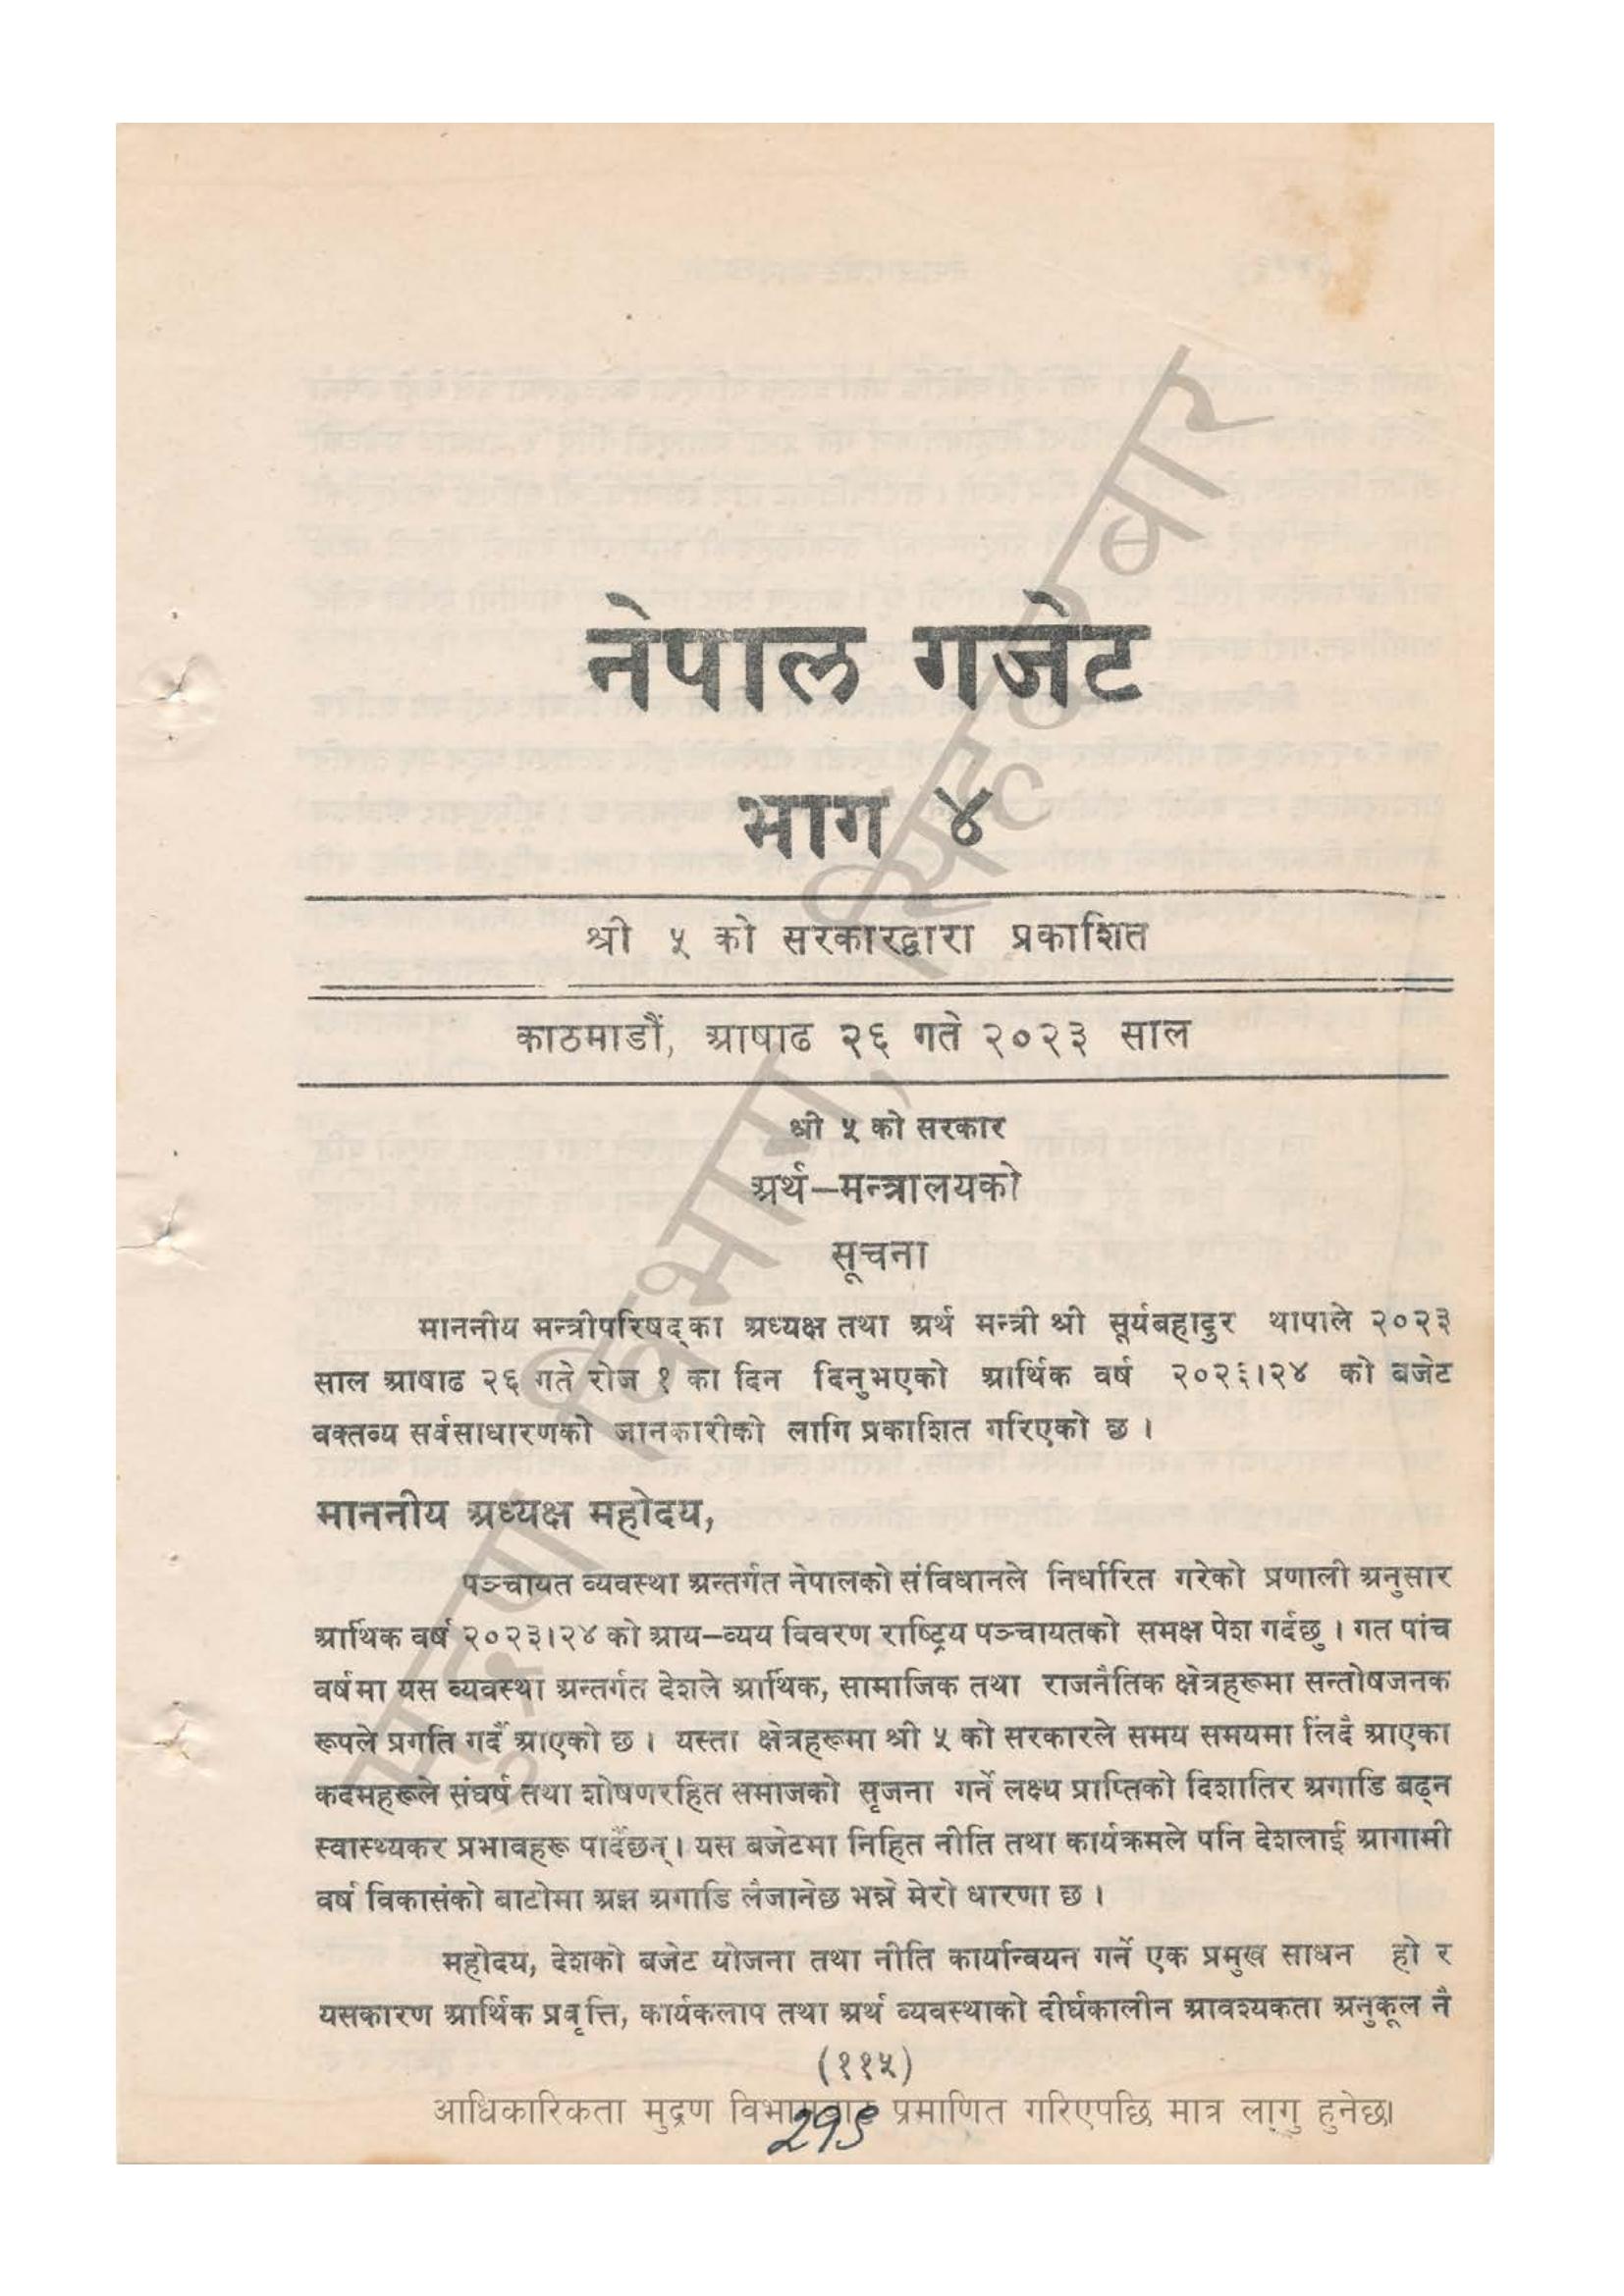 नेपाल गजेट
भाग ४
श्री ५ को सरकारद्वारा प्रकाशित
काठमाडौं, आषाढ २६ गते २०२३ साल
श्री ५ को सरकार
अर्थ-मन्त्रालयको
सूचना
माननीय मन्त्रीपरिषद्का अध्यक्ष तथा अर्थ मन्त्री श्री सूर्यबहादुर थापाले २०२३
साल आषाढ २६ गते रोज १ का दिन दिनुभएको आर्थिक वर्ष २०२३।२४ को बजेट
वक्तव्य सर्वसाधारणको जानकारीको लागि प्रकाशित गरिएको छ ।
माननीय अध्यक्ष महोदय,
पञ्चायत व्यवस्था अन्तर्गत नेपालको संविधानले निर्धारित गरेको प्रणाली अनुसार
आर्थिक वर्ष २०२३।२४ को आय-व्यय विवरण राष्ट्रिय पञ्चायतको समक्ष पेश गर्दछु । गत पांच
वर्षमा यस व्यवस्था अन्तर्गत देशले आर्थिक, सामाजिक तथा राजनैतिक क्षेत्रहरूमा सन्तोषजनक
रूपले प्रगति गर्दै आएको छ । यस्ता क्षेत्रहरूमा श्री ५ को सरकारले समय समयमा लिंदै आएका
कदमहरूले संघर्ष तथा शोषणरहित समाजको सृजना गर्ने लक्ष्य प्राप्तिको दिशातिर अगाडि बढ्न
स्वास्थ्यकर प्रभावहरू पार्देछन् । यस बजेटमा निहित नीति तथा कार्यक्रमले पनि देशलाई आगामी
वर्ष विकासको बाटोमा अझ अगाडि लैजानेछ भन्ने मेरो धारणा छ ।
महोदय, देशको बजेट योजना तथा नीति कार्यान्वयन गर्ने एक प्रमुख साधन हो र
यसकारण आर्थिक प्रवृत्ति, कार्यकलाप तथा अर्थ व्यवस्थाको दीर्घकालीन आवश्यकता अनुकूल नै
(११५)
आधिकारिकता मुद्रण विभागबाट प्रमाणित गरिएपछि मात्र लागु हुनेछ।
मुद्रण विभाग, सिंहदरबार